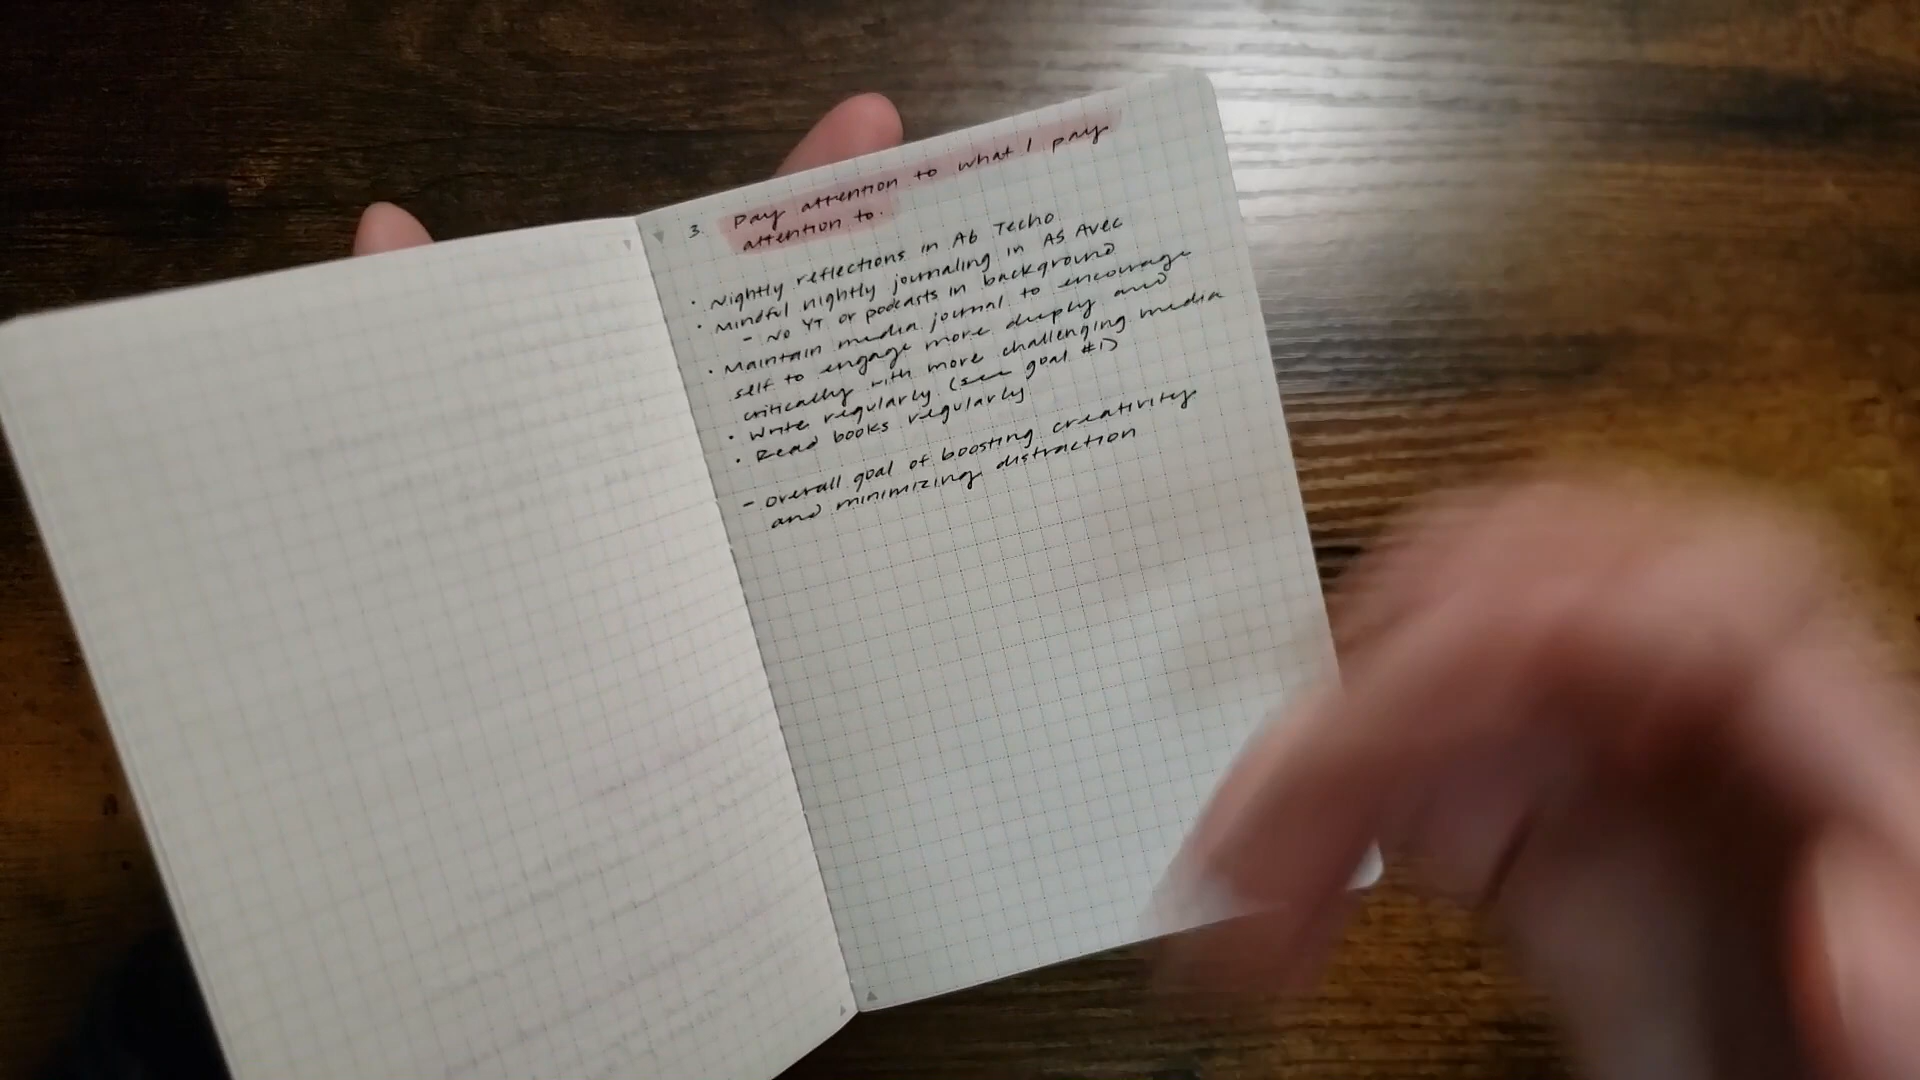 3. Pay attention to what I pay
attention to.
• Nightly reflections in A6 Techo
• Mindful nightly journaling in A5 Avec
- No YT or podcasts in background
• Maintain media journal to encourage
self to engage more deeply and
critically with more challenging media
• Write regularly (see goal #1)
• Read books regularly
- overall goal of boosting creativity
and minimizing distraction